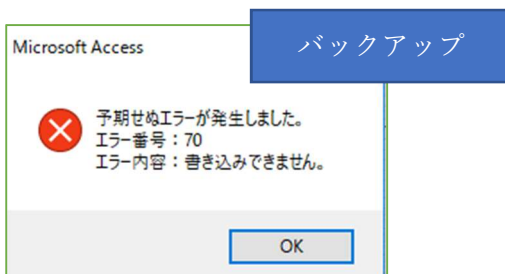 Microsoft Access
バックアップ
予期せぬエラーが発生しました。
エラー番号：70
エラー内容：書き込みできません。
OK